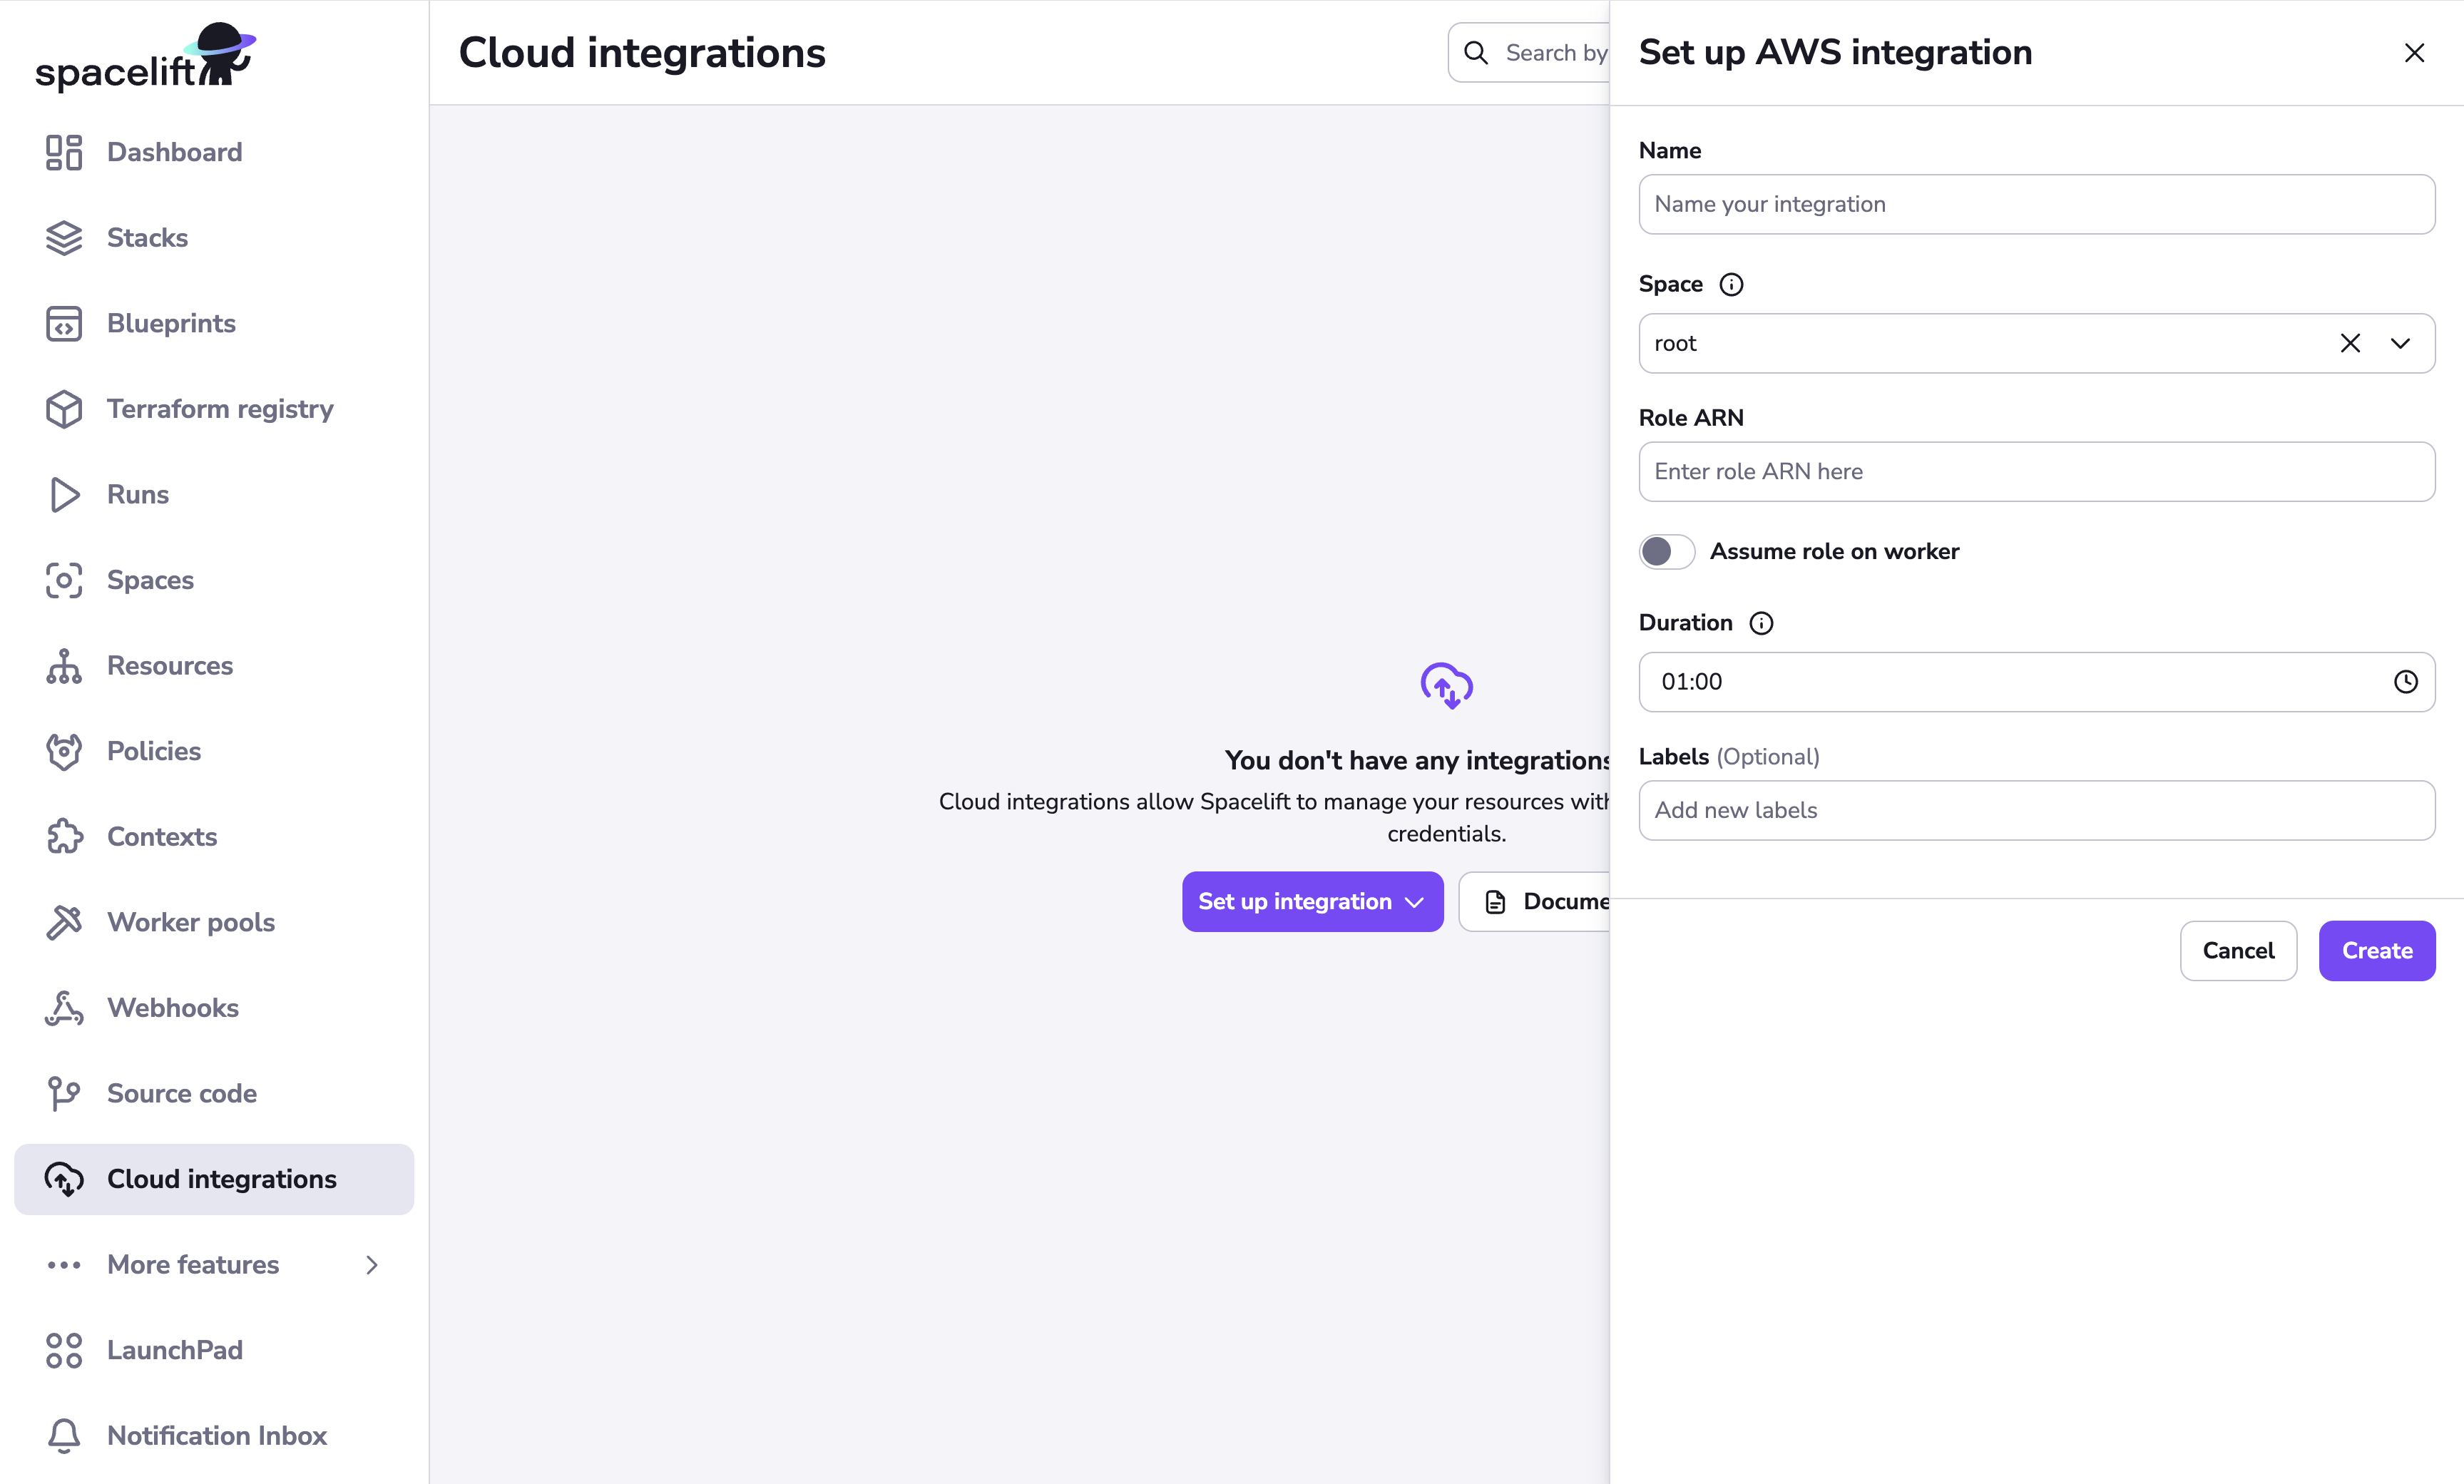 spacelift
Dashboard
Stacks
Blueprints
Terraform registry
Runs
Spaces
Resources
Policies
Contexts
Worker pools
Webhooks
Source code
Cloud integrations
More features
LaunchPad
Notification Inbox
Cloud integrations
Search by
You don't have any integrations
Cloud integrations allow Spacelift to manage your resources with
credentials.
Set up integration
Docume
Set up AWS integration
Name
Name your integration
Space
root
Role ARN
Enter role ARN here
Assume role on worker
Duration
01:00
Labels (Optional)
Add new labels
Cancel
Create